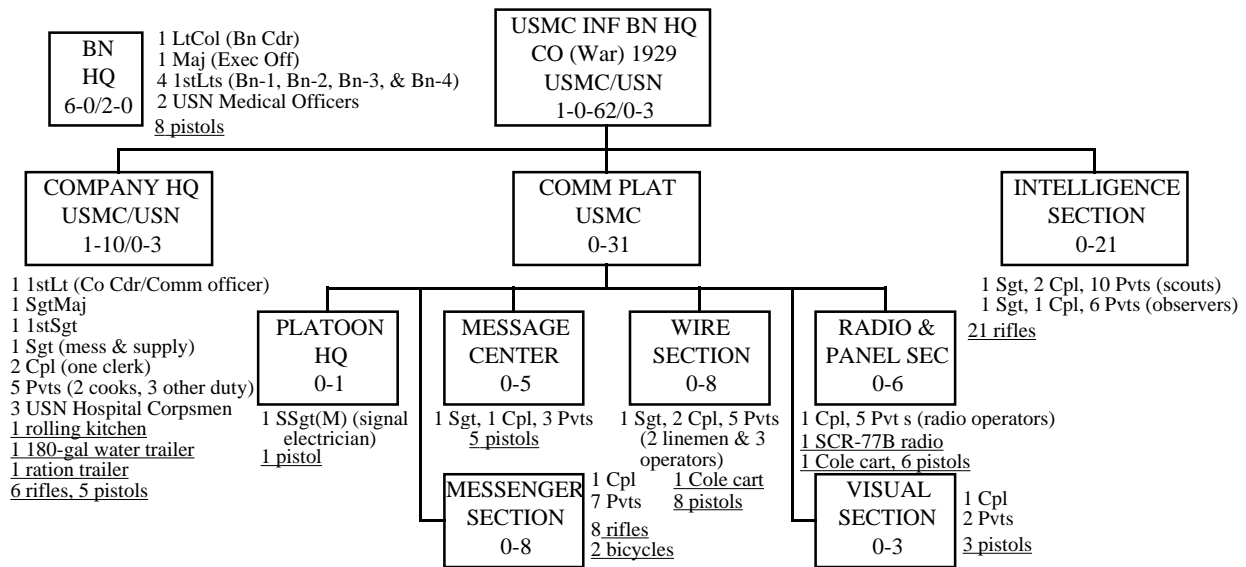 BN
HQ
6-0/2-0
1 LtCol (Bn Cdr)
1 Maj (Exec Off)
4 1stLts (Bn-1, Bn-2, Bn-3, & Bn-4)
2 USN Medical Officers
8 pistols
USMC INF BN HQ
CO (War) 1929
USMC/USN
1-0-62/0-3
COMPANY HQ
USMC/USN
1-10/0-3
1 1stLt (Co Cdr/Comm officer)
1 SgtMaj
1 1stSgt
1 Sgt (mess & supply)
2 Cpl (one clerk)
5 Pvts (2 cooks, 3 other duty)
3 USN Hospital Corpsmen
1 rolling kitchen
1 180-gal water trailer
1 ration trailer
6 rifles, 5 pistols
COMM PLAT
USMC
0-31
INTELLIGENCE
SECTION
0-21
1 Sgt, 2 Cpl, 10 Pvts (scouts)
1 Sgt, 1 Cpl, 6 Pvts (observers)
21 rifles
PLATOON
HQ
0-1
1 SSgt(M) (signal
electrician)
1 pistol
MESSAGE
CENTER
0-5
1 Sgt, 1 Cpl, 3 Pvts
5 pistols
WIRE
SECTION
0-8
1 Sgt, 2 Cpl, 5 Pvts
(2 linemen & 3
operators)
1 Cole cart
8 pistols
RADIO &
PANEL SEC
0-6
1 Cpl, 5 Pvt s (radio operators)
1 SCR-77B radio
1 Cole cart, 6 pistols
MESSENGER
SECTION
0-8
1 Cpl
7 Pvts
8 rifles
2 bicycles
VISUAL
SECTION
0-3
1 Cpl
2 Pvts
3 pistols